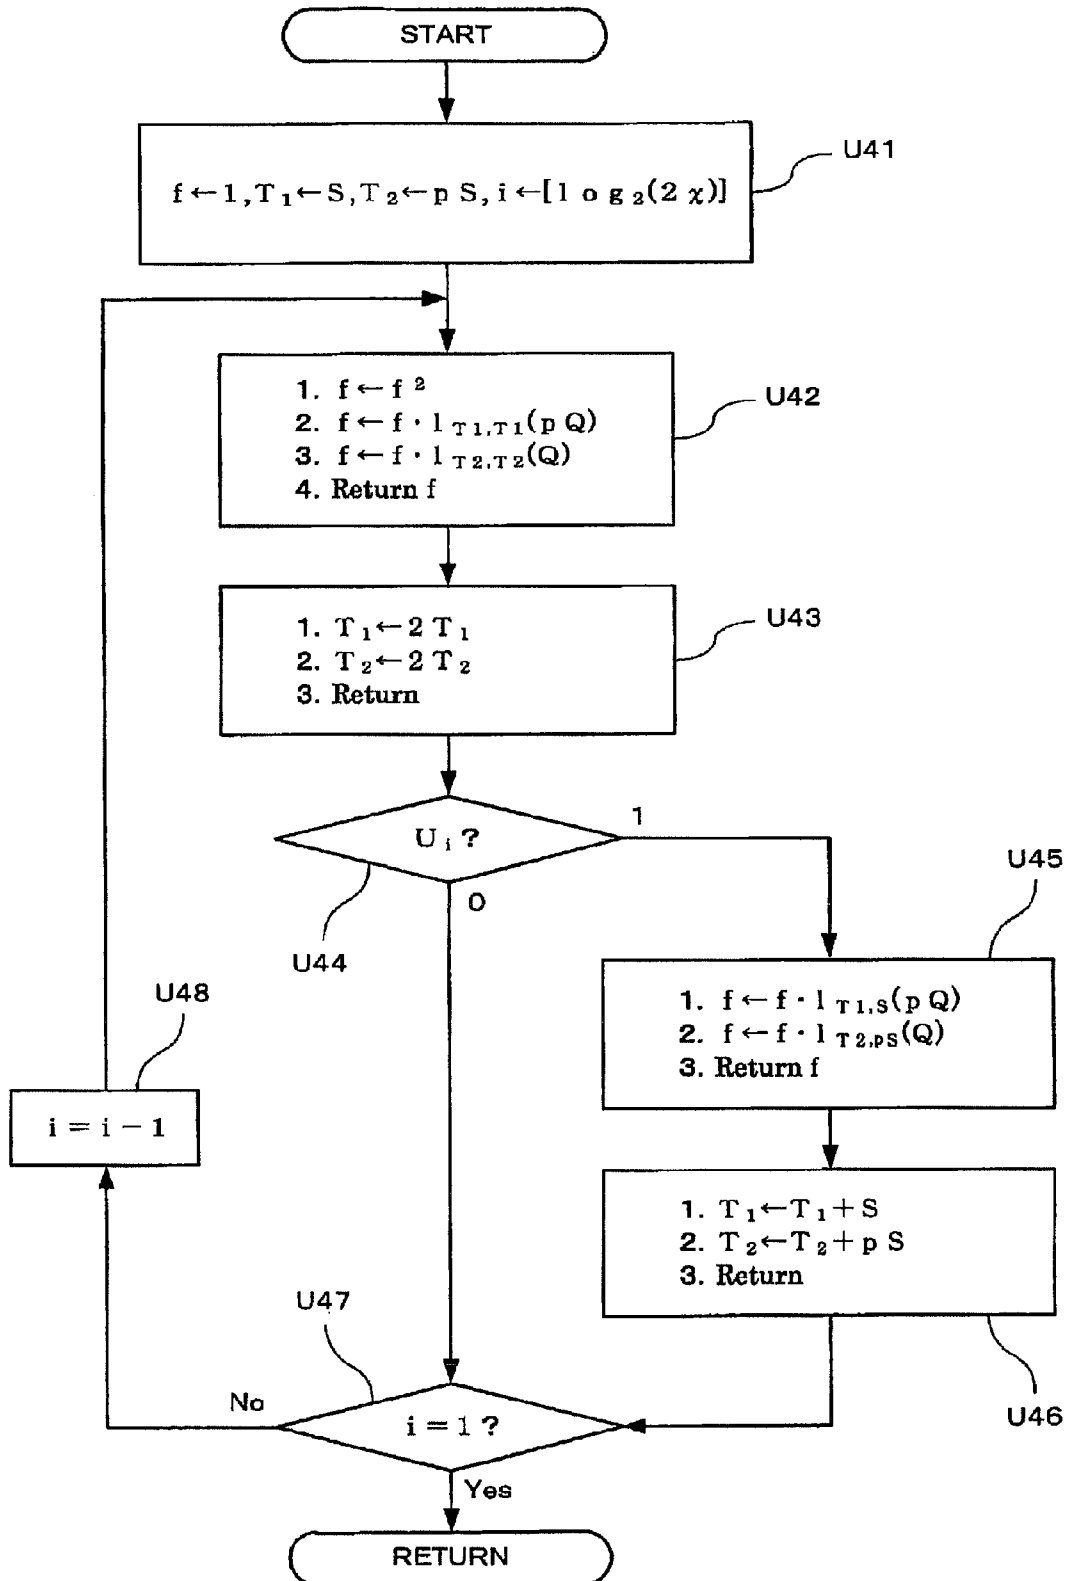 START
U41
f←1,T₁←S,T₂←pS,i←[log₂(2χ)]
U42
1. f←f²
2. f←f·l T1,T1(pQ)
3. f←f·l T2,T2(Q)
4. Return f
U43
1. T₁←2T₁
2. T₂←2T₂
3. Return
Uᵢ?
1
0
U44
U45
1. f←f·l T1,S(pQ)
2. f←f·l T2,pS(Q)
3. Return f
U48
i=i−1
1. T₁←T₁+S
2. T₂←T₂+pS
3. Return
U46
U47
No
i=1?
Yes
RETURN